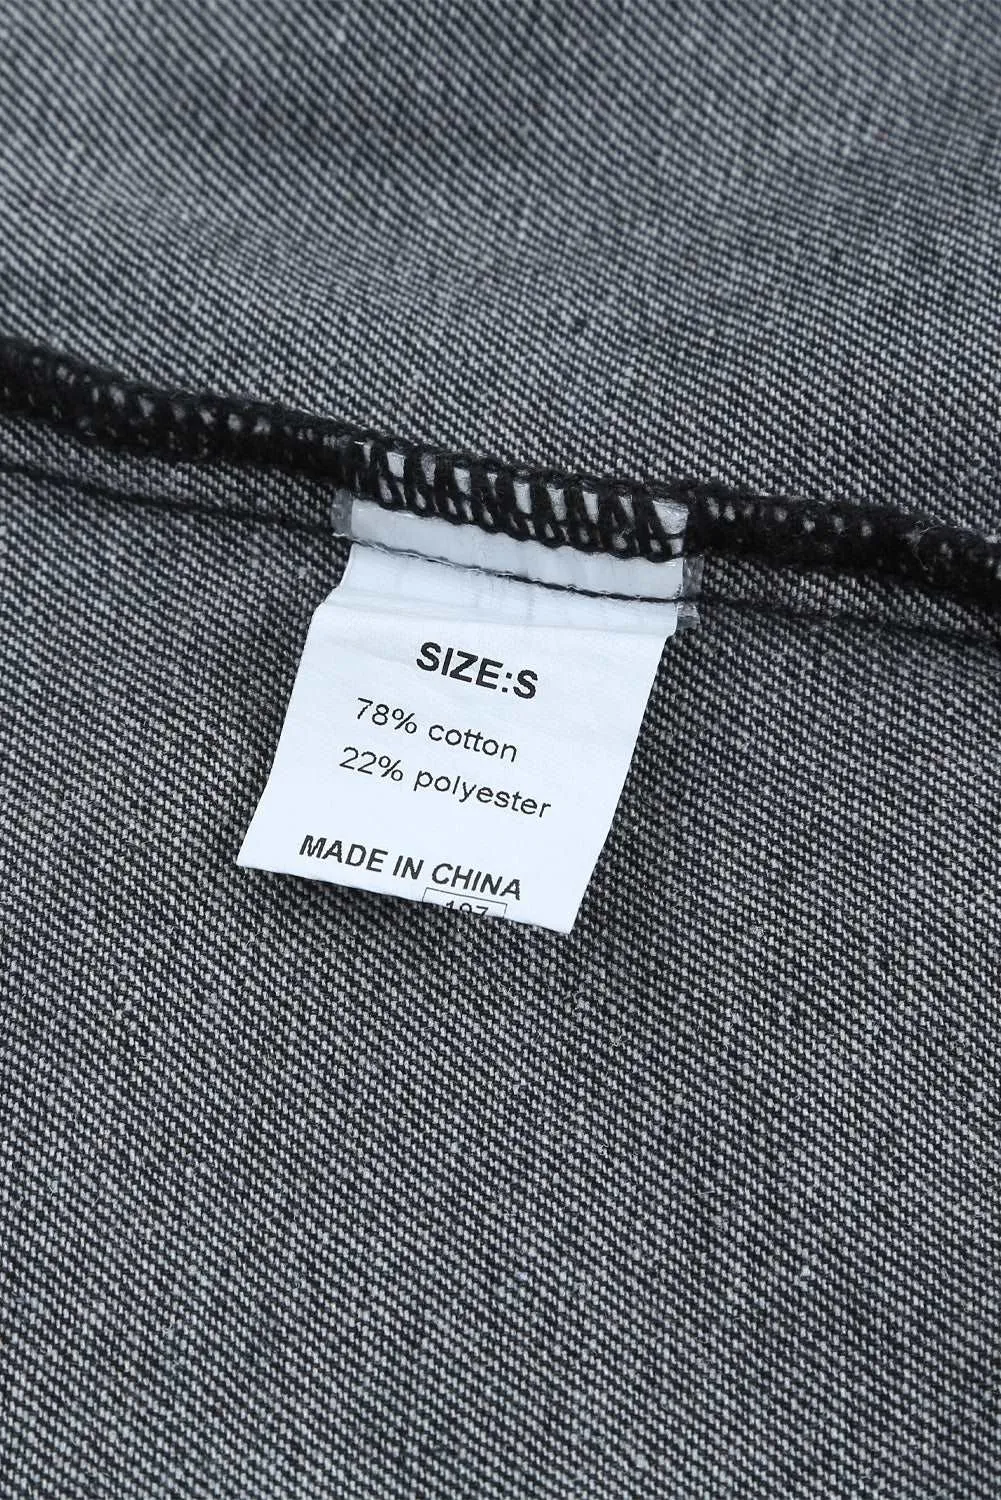 SIZE:S
78% cotton
22% polyester
MADE IN CHINA